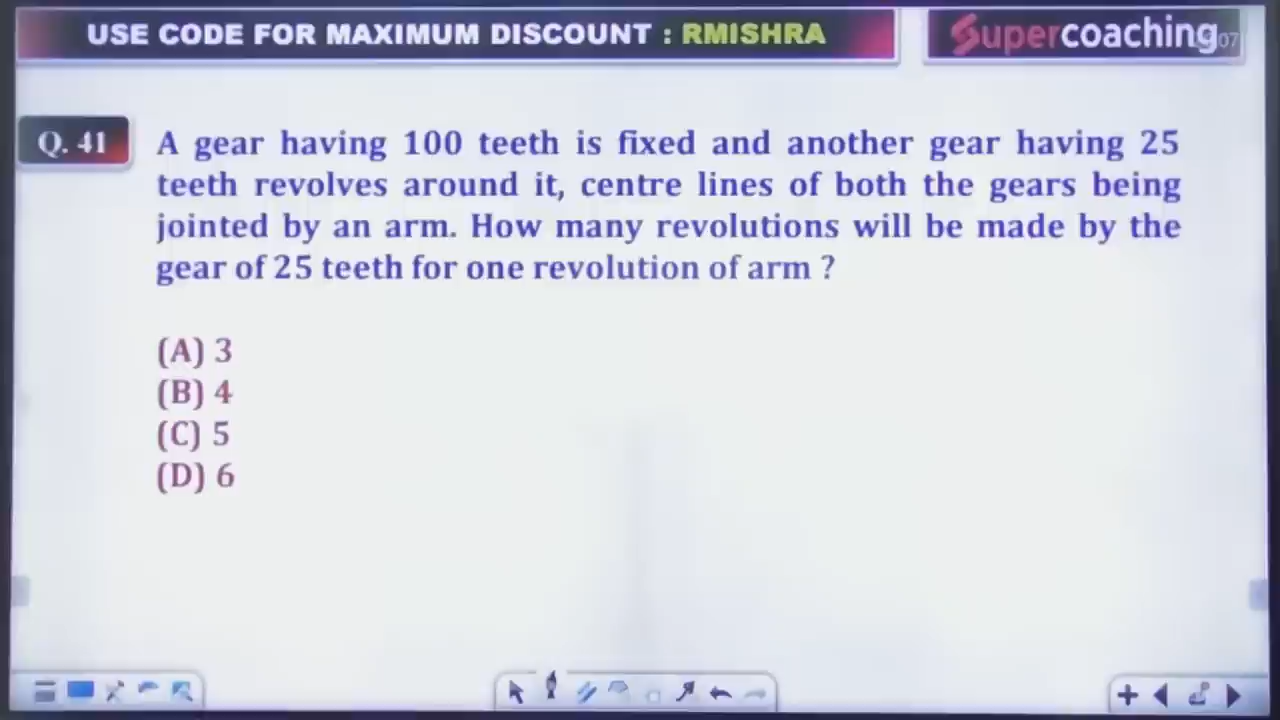 USE CODE FOR MAXIMUM DISCOUNT : RMISHRA
Supercoaching
Q. 41
A gear having 100 teeth is fixed and another gear having 25
teeth revolves around it, centre lines of both the gears being
jointed by an arm. How many revolutions will be made by the
gear of 25 teeth for one revolution of arm ?
(A) 3
(B) 4
(C) 5
(D) 6